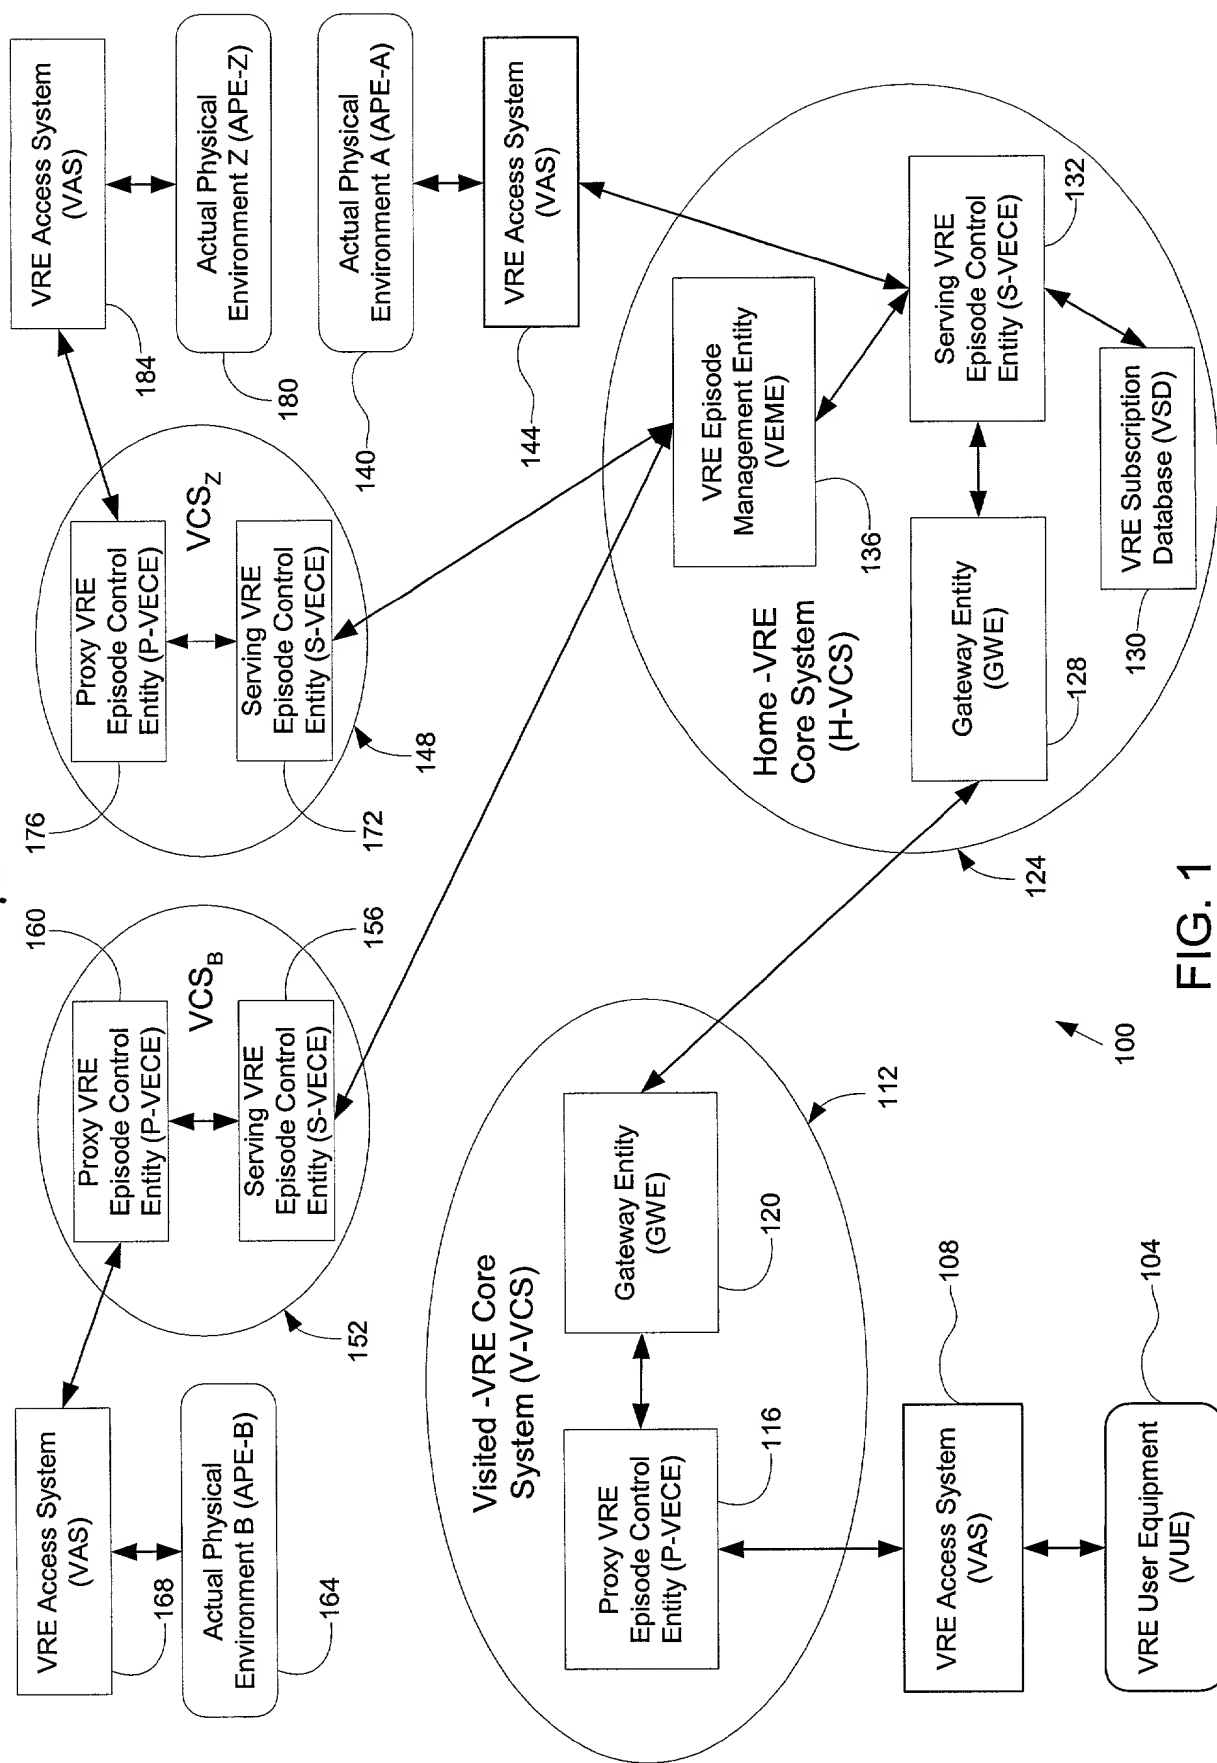 VRE Access System
(VAS)
168
Actual Physical
Environment B (APE-B)
164
Proxy VRE
Episode Control
Entity (P-VECE)
160
VCS_B
Serving VRE
Episode Control
Entity (S-VECE)
156
152
Proxy VRE
Episode Control
Entity (P-VECE)
176
VCS_Z
Serving VRE
Episode Control
Entity (S-VECE)
172
148
VRE Access System
(VAS)
184
Actual Physical
Environment Z (APE-Z)
180
Actual Physical
Environment A (APE-A)
140
VRE Access System
(VAS)
144
Visited -VRE Core
System (V-VCS)
Proxy VRE
Episode Control
Entity (P-VECE)
116
Gateway Entity
(GWE)
120
112
VRE Access System
(VAS)
108
VRE User Equipment
(VUE)
104
Home -VRE
Core System
(H-VCS)
VRE Episode
Management Entity
(VEME)
136
Gateway Entity
(GWE)
128
Serving VRE
Episode Control
Entity (S-VECE)
132
VRE Subscription
Database (VSD)
130
124
100
FIG. 1